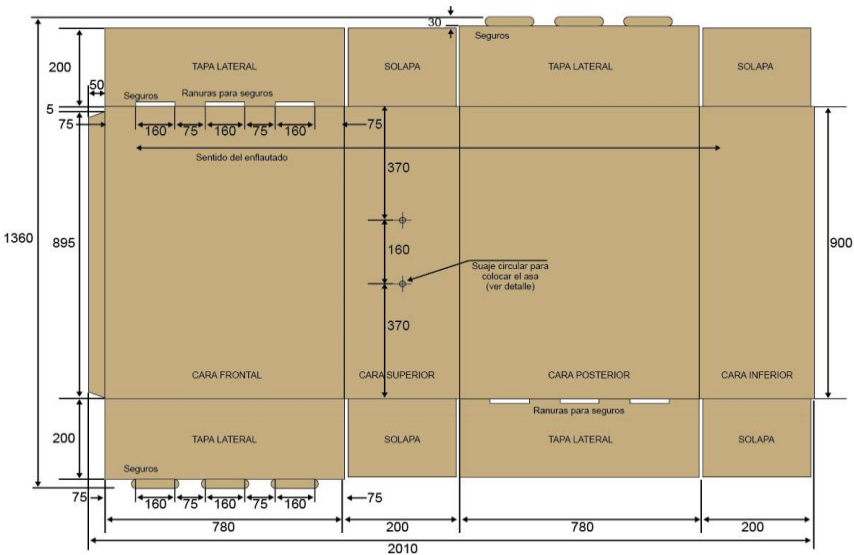 30
Seguros
200
TAPA LATERAL
SOLAPA
TAPA LATERAL
SOLAPA
50
Seguros
Ranuras para seguros
5
75
160
75
160
75
160
75
Sentido del enflautado
370
1360
895
160
900
Suaje circular para
colocar el asa
(ver detalle)
370
CARA FRONTAL
CARA SUPERIOR
CARA POSTERIOR
CARA INFERIOR
Ranuras para seguros
200
TAPA LATERAL
SOLAPA
TAPA LATERAL
SOLAPA
Seguros
75
160
75
160
75
160
75
780
200
780
200
2010